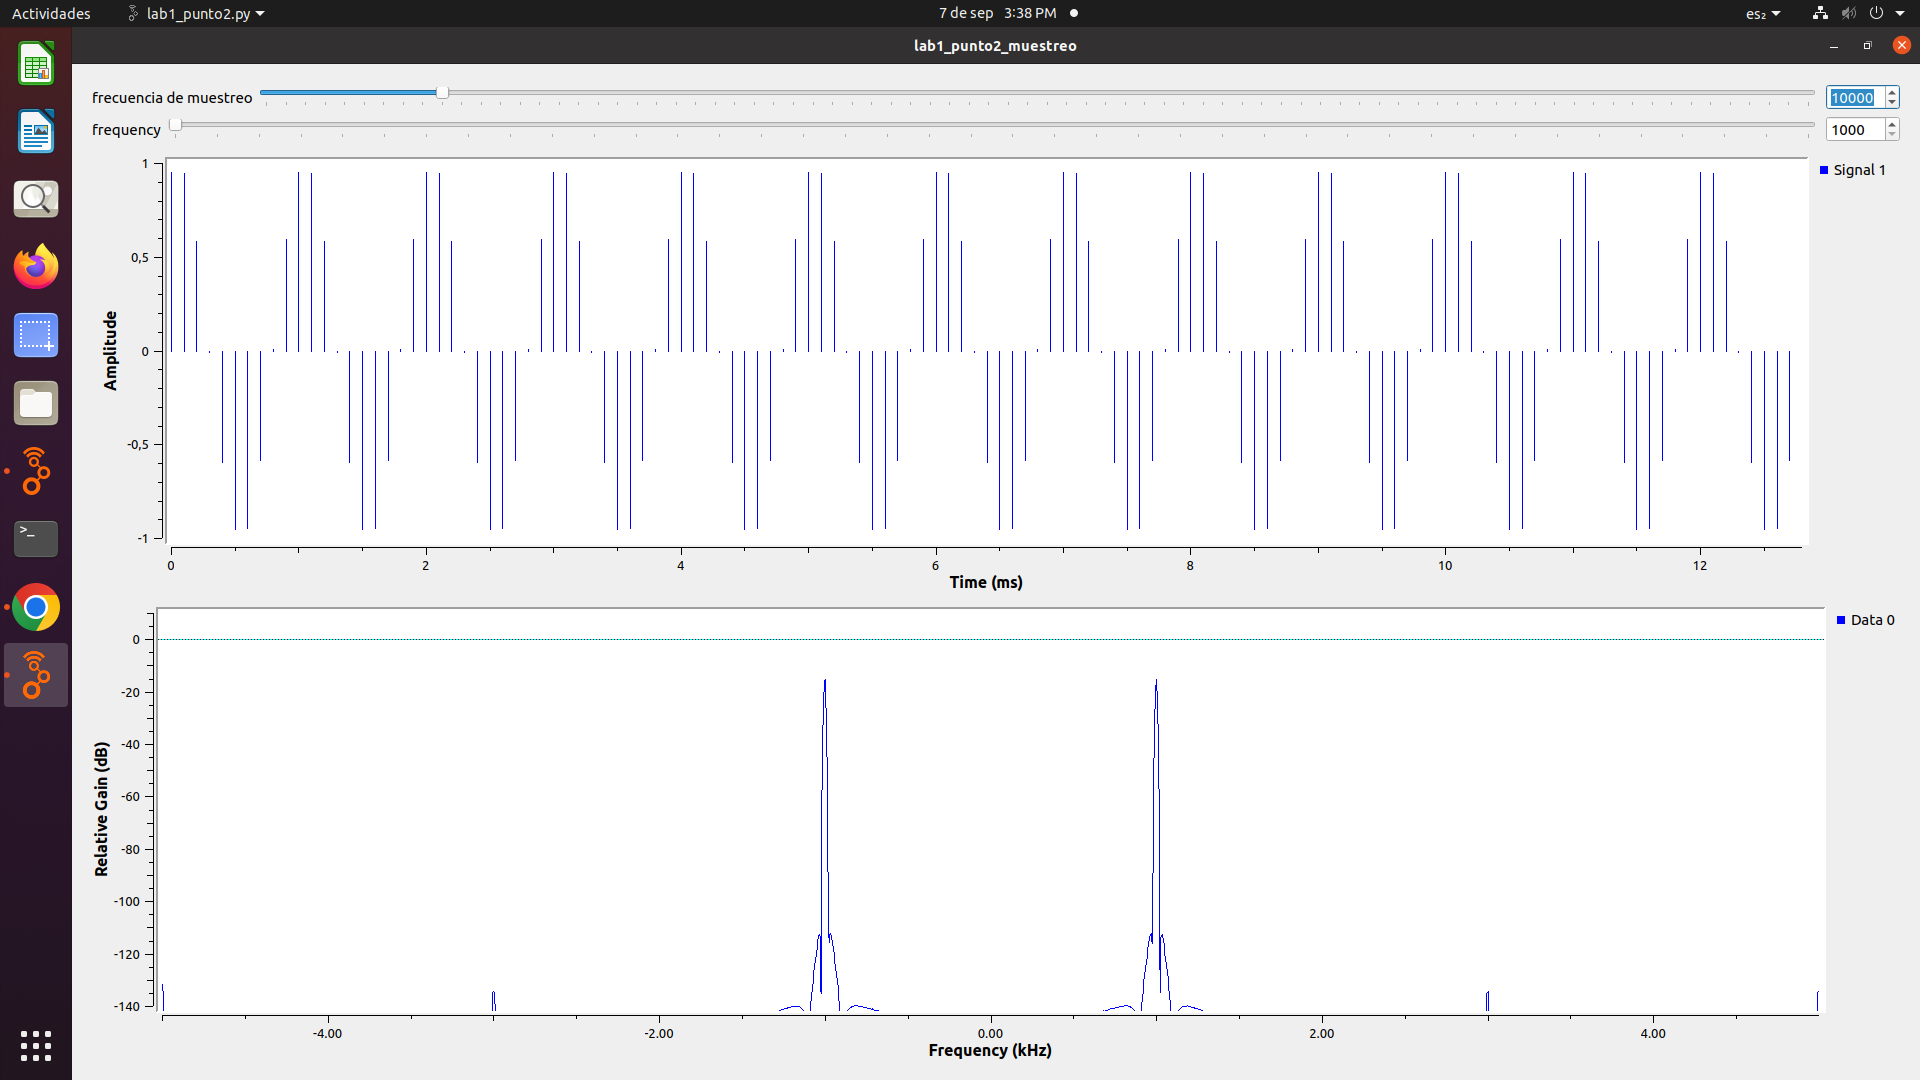 Actividades lab1_punto2.py 7 de sep 3:38 PM es₂
lab1_punto2_muestreo
frecuencia de muestreo 10000
frequency 1000
1
0,5
0
-0,5
-1
Amplitude
Signal 1
0 2 4 6 8 10 12
Time (ms)
0
-20
-40
-60
-80
-100
-120
-140
Relative Gain (dB)
Data 0
-4.00 -2.00 0.00 2.00 4.00
Frequency (kHz)
>_